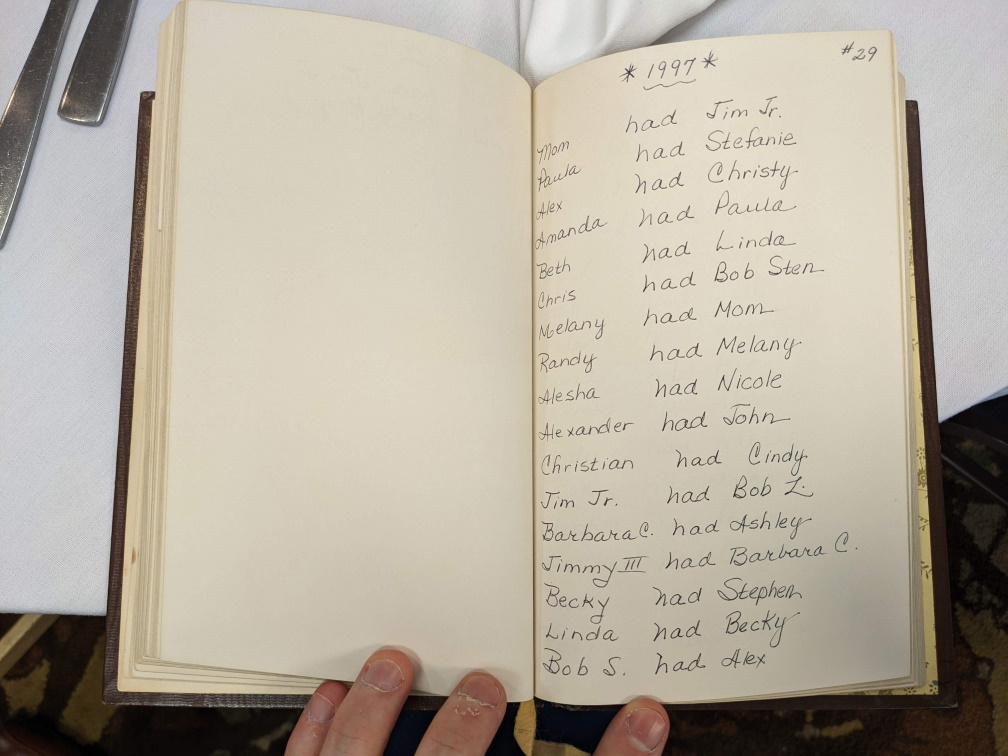 * 1997 * #29
Mom had Jim Jr.
Paula had Stefanie
Alex had Christy
Amanda had Paula
Beth had Linda
Chris had Bob Sten
Melany had Mom
Randy had Melany
Alesha had Nicole
Alexander had John
Christian had Cindy
Jim Jr. had Bob Z.
Barbara C. had Ashley
Jimmy III had Barbara C.
Becky had Stephen
Linda had Becky
Bob S. had Alex